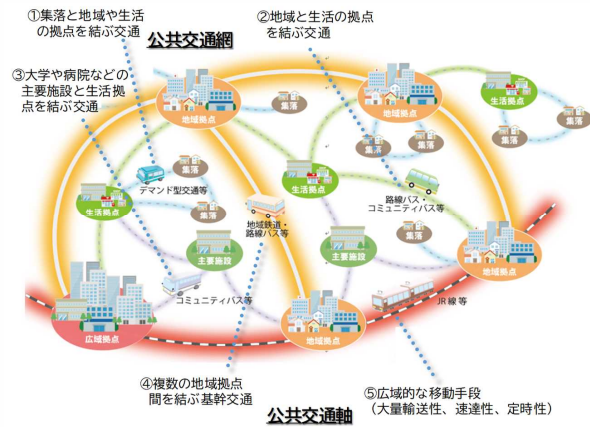 ①集落と地域や生活
の拠点を結ぶ交通
公共交通網
②地域と生活の拠点
を結ぶ交通
③大学や病院などの
主要施設と生活拠
点を結ぶ交通
地域拠点
地域拠点
生活拠点
集落
集落
集落
集落
集落
集落
デマンド型交通等
生活拠点
集落
生活拠点
路線バス・
コミュニティバス等
地域鉄道・
路線バス等
集落
主要施設
主要施設
地域拠点
コミュニティバス等
JR線等
広域拠点
地域拠点
④複数の地域拠点
間を結ぶ基幹交通
⑤広域的な移動手段
（大量輸送性、速達性、定時性）
公共交通軸